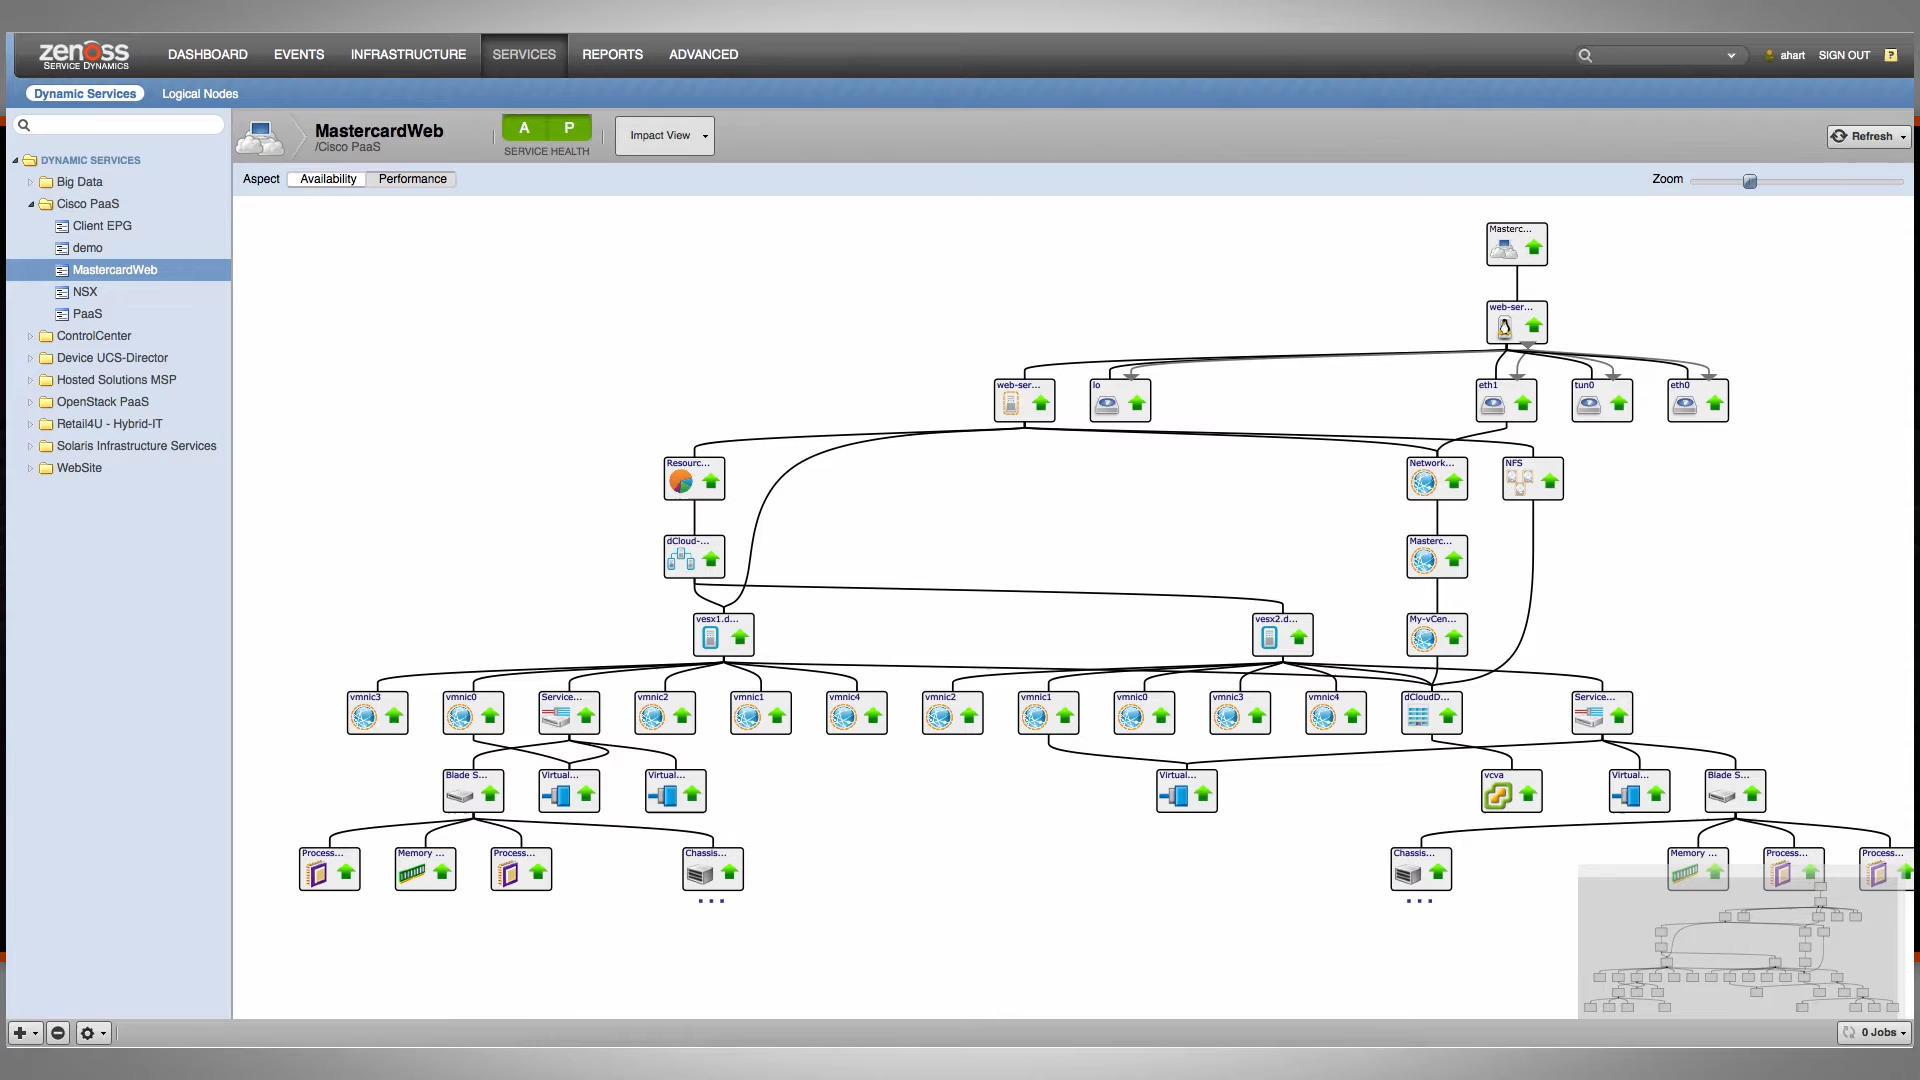 zenoss
SERVICE DYNAMICS
DASHBOARD EVENTS INFRASTRUCTURE SERVICES REPORTS ADVANCED
ahart SIGN OUT ?
Dynamic Services Logical Nodes
MastercardWeb
/Cisco PaaS
A P
SERVICE HEALTH
Impact View
Refresh
Aspect Availability Performance
Zoom
DYNAMIC SERVICES
Big Data
Cisco PaaS
Client EPG
demo
MastercardWeb
NSX
PaaS
ControlCenter
Device UCS-Director
Hosted Solutions MSP
OpenStack PaaS
Retail4U - Hybrid-IT
Solaris Infrastructure Services
WebSite
Masterc...
web-ser...
web-ser... lo eth1 tun0 eth0
Resourc... Network... NFS
dCloud-... Masterc...
vesx1.d... vesx2.d... My-vCen...
vmnic3 vmnic0 Service... vmnic2 vmnic1 vmnic4 vmnic2 vmnic1 vmnic0 vmnic3 vmnic4 dCloudD... Service...
Blade S... Virtual... Virtual... Virtual... vcva Virtual... Blade S...
Process... Memory ... Process... Chassis... Chassis... Memory ... Process... Process...
... ...
0 Jobs